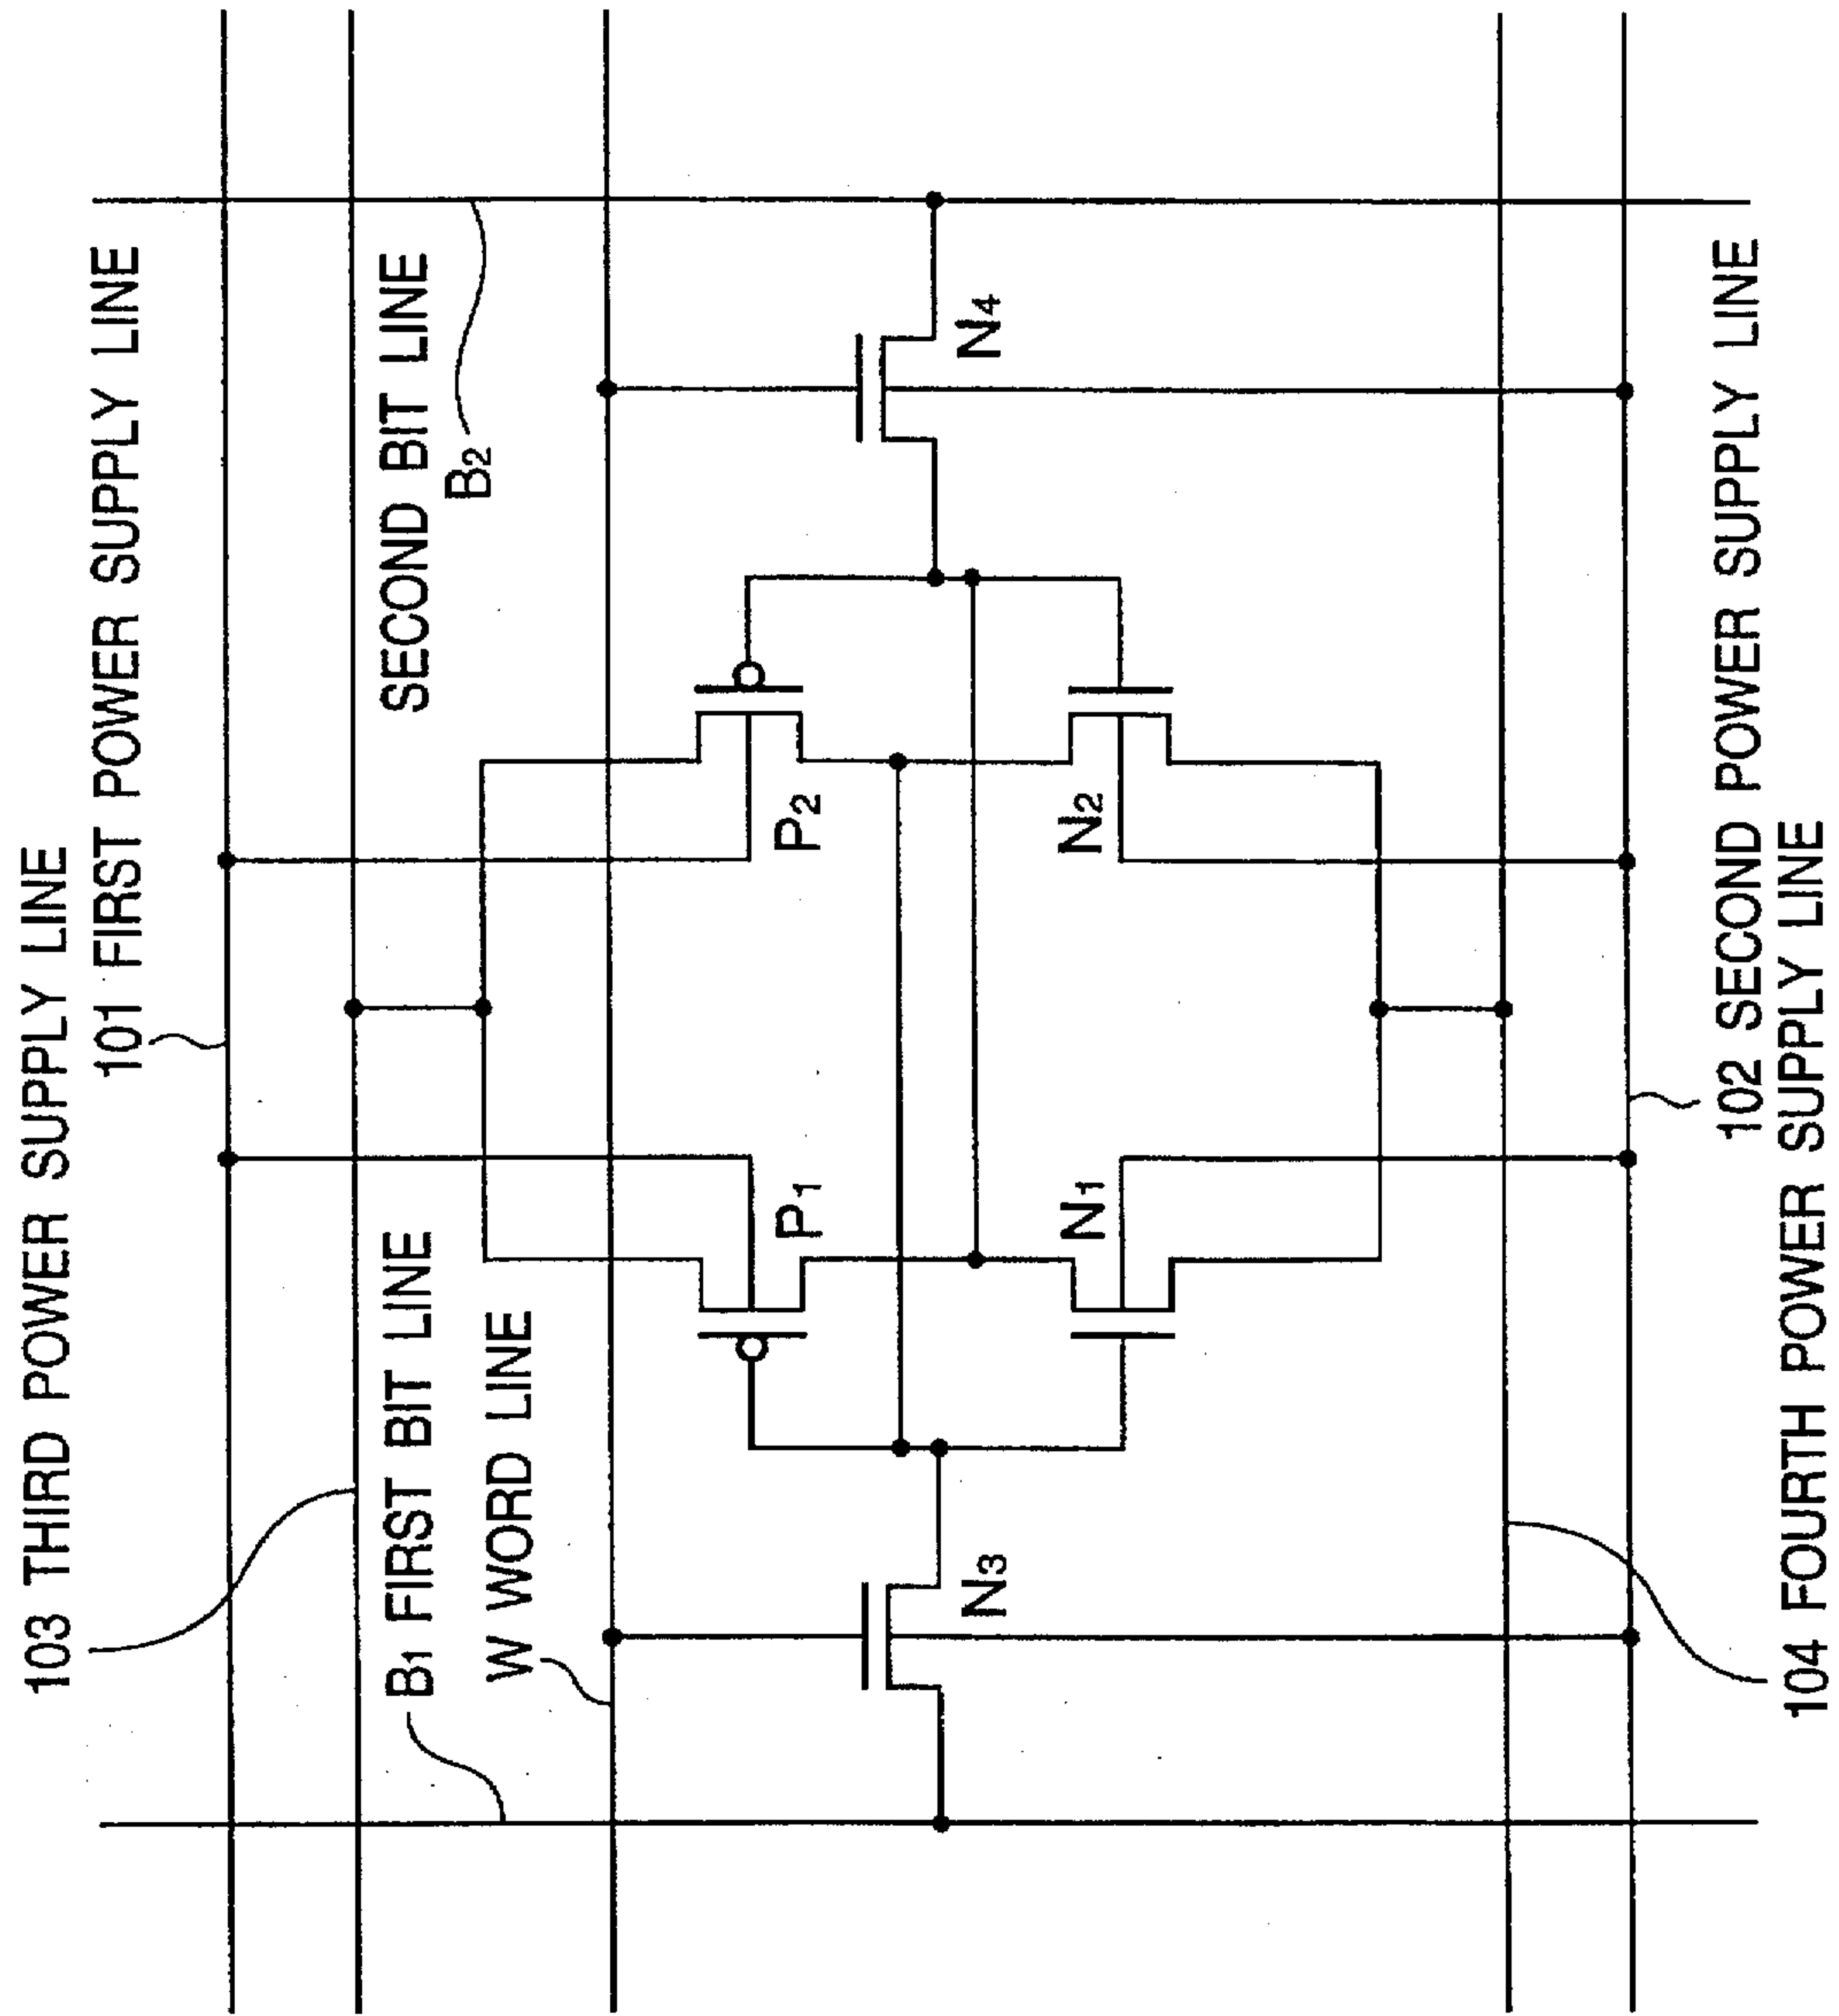 103 THIRD POWER SUPPLY LINE
101 FIRST POWER SUPPLY LINE
B1 FIRST BIT LINE
SECOND BIT LINE
B2
W WORD LINE
P1
P2
N3
N4
N1
N2
102 SECOND POWER SUPPLY LINE
104 FOURTH POWER SUPPLY LINE